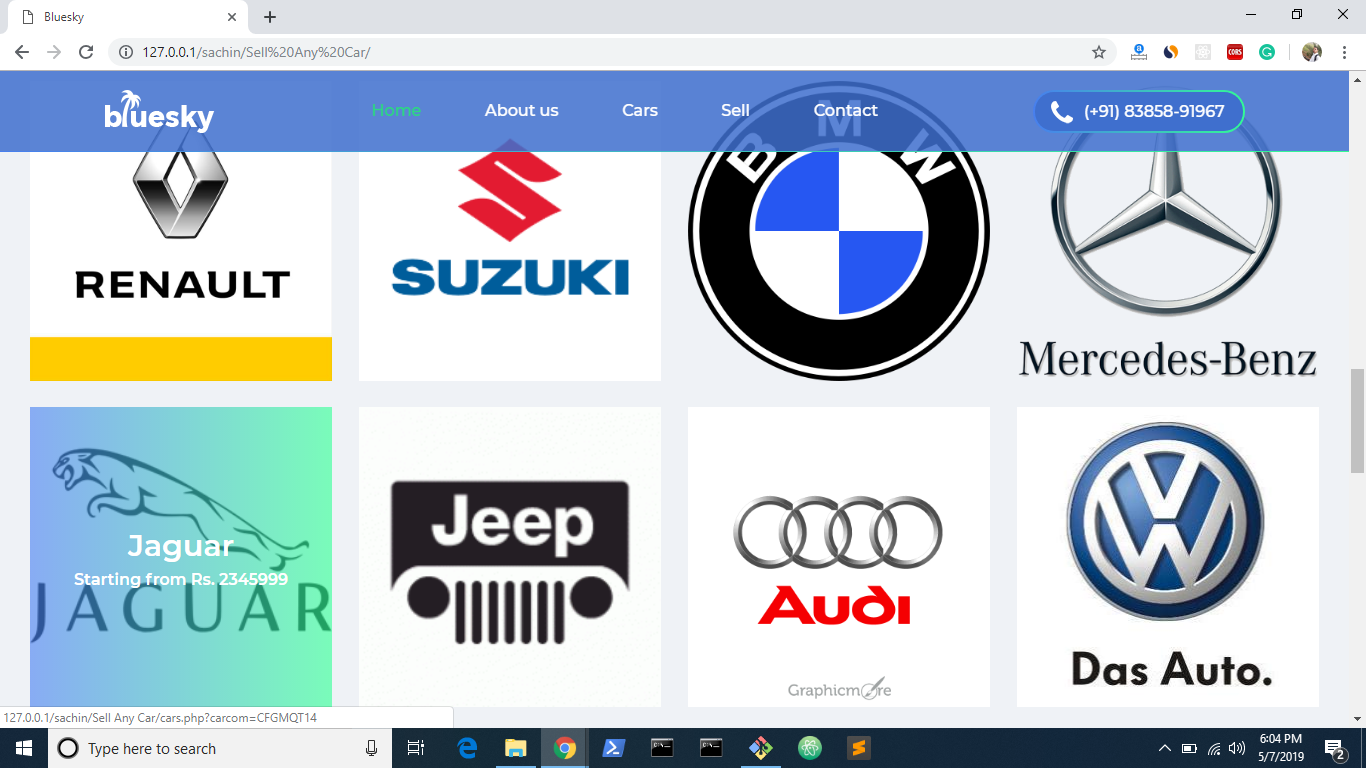 Bluesky
127.0.0.1/sachin/Sell%20Any%20Car/
CORS
bluesky
Home
About us
Cars
Sell
Contact
(+91) 83858-91967
RENAULT
SUZUKI
BMW
Mercedes-Benz
Jaguar
Starting from Rs. 2345999
JAGUAR
Jeep
Audi
Graphicmore
Das Auto.
127.0.0.1/sachin/Sell Any Car/cars.php?carcom=CFGMQT14
Type here to search
6:04 PM
5/7/2019
2